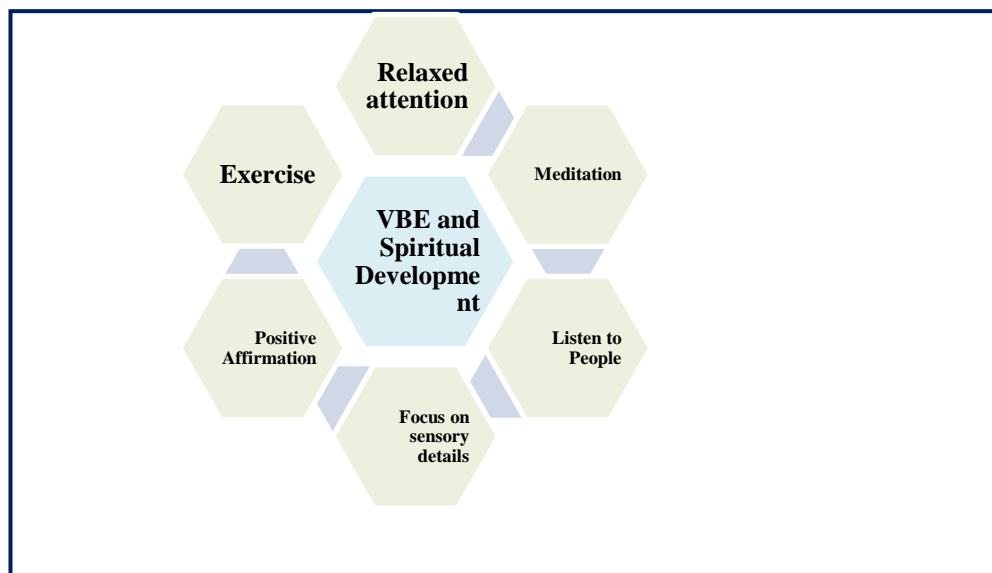 Relaxed
attention
Exercise
Meditation
VBE and
Spiritual
Developme
nt
Positive
Affirmation
Listen to
People
Focus on
sensory
details